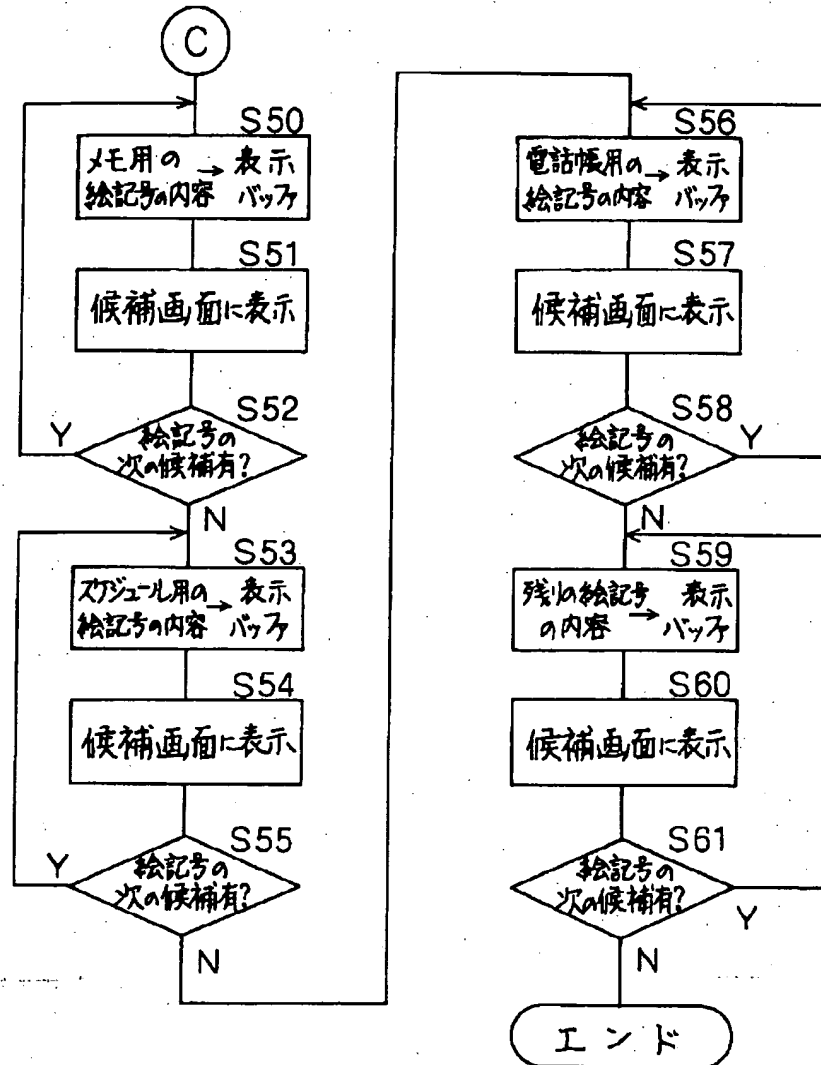 C
S50
メモ用の → 表示
絵記号の内容 バッファ
S51
候補画面に表示
S52
絵記号の
次の候補有?
Y
N
S53
スケジュール用の → 表示
絵記号の内容 バッファ
S54
候補画面に表示
S55
絵記号の
次の候補有?
Y
N
S56
電話帳用の → 表示
絵記号の内容 バッファ
S57
候補画面に表示
S58
絵記号の
次の候補有?
Y
N
S59
残りの絵記号 → 表示
の内容 バッファ
S60
候補画面に表示
S61
絵記号の
次の候補有?
Y
N
エンド